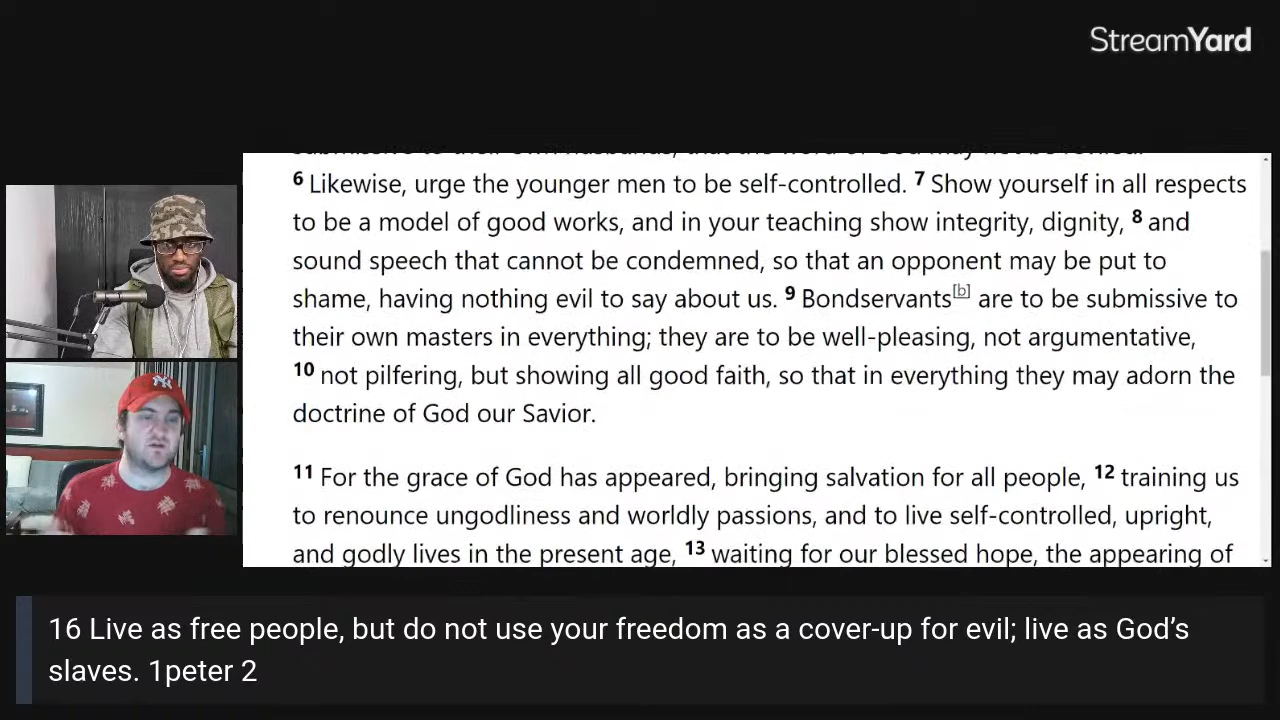 StreamYard
6 Likewise, urge the younger men to be self-controlled. 7 Show yourself in all respects
to be a model of good works, and in your teaching show integrity, dignity, 8 and
sound speech that cannot be condemned, so that an opponent may be put to
shame, having nothing evil to say about us. 9 Bondservants[b] are to be submissive to
their own masters in everything; they are to be well-pleasing, not argumentative,
10 not pilfering, but showing all good faith, so that in everything they may adorn the
doctrine of God our Savior.
11 For the grace of God has appeared, bringing salvation for all people, 12 training us
to renounce ungodliness and worldly passions, and to live self-controlled, upright,
and godly lives in the present age, 13 waiting for our blessed hope, the appearing of
16 Live as free people, but do not use your freedom as a cover-up for evil; live as God's
slaves. 1peter 2